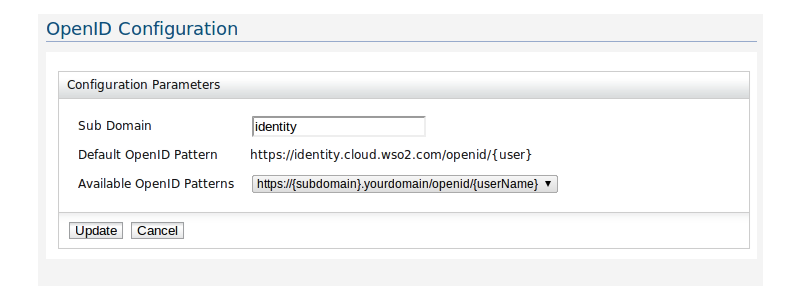 OpenID Configuration
Configuration Parameters
Sub Domain identity
Default OpenID Pattern https://identity.cloud.wso2.com/openid/{user}
Available OpenID Patterns https://{subdomain}.yourdomain/openid/{userName}
Update Cancel